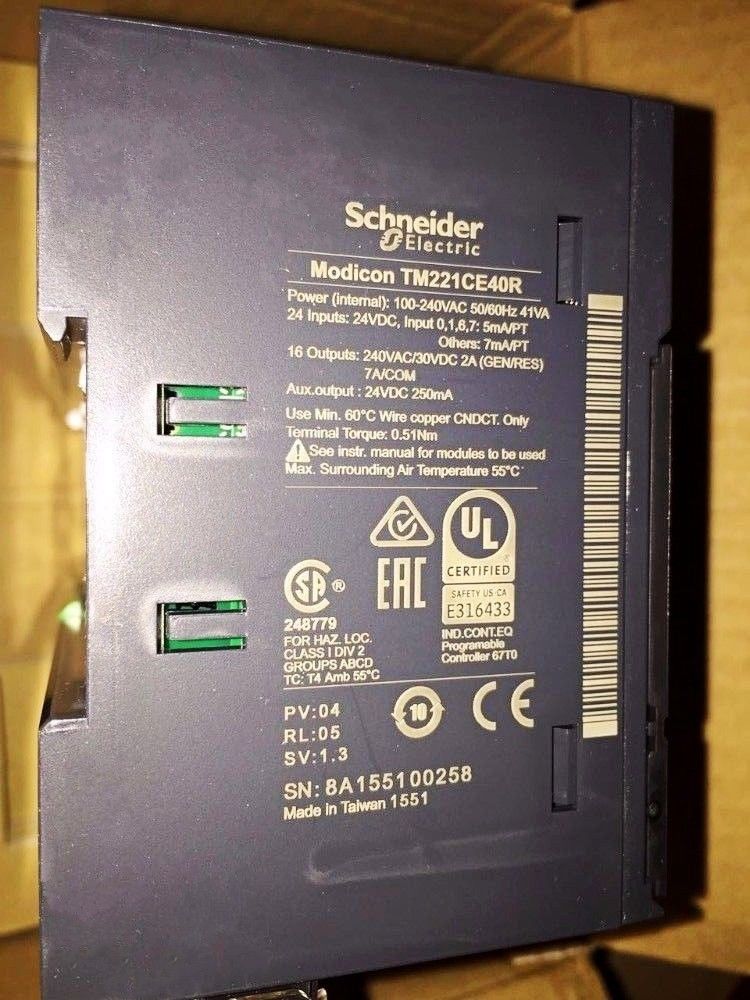 Schneider
Electric
Modicon TM221CE40R
Power (internal): 100-240VAC 50/60Hz 41VA
24 Inputs: 24VDC, Input 0,1,6,7: 5mA/PT
Others: 7mA/PT
16 Outputs: 240VAC/30VDC 2A (GEN/RES)
7A/COM
Aux.output : 24VDC 250mA
Use Min. 60°C Wire copper CNDCT. Only
Terminal Torque: 0.51Nm
See instr. manual for modules to be used
Max. Surrounding Air Temperature 55°C
UL
®
CERTIFIED
SAFETY US CA
E316433
IND.CONT.EQ
Programable
Controller 67T0
EAC
SA ®
248779
FOR HAZ. LOC.
CLASS I DIV 2
GROUPS ABCD
TC: T4 Amb 55°C
PV:04
RL:05
SV:1.3
10
CE
SN: 8A155100258
Made in Taiwan 1551